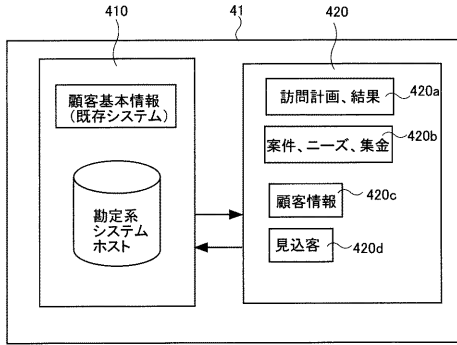 41
410
420
顧客基本情報
(既存システム)
勘定系
システム
ホスト
訪問計画、結果
420a
案件、ニーズ、集金
420b
顧客情報
420c
見込客
420d